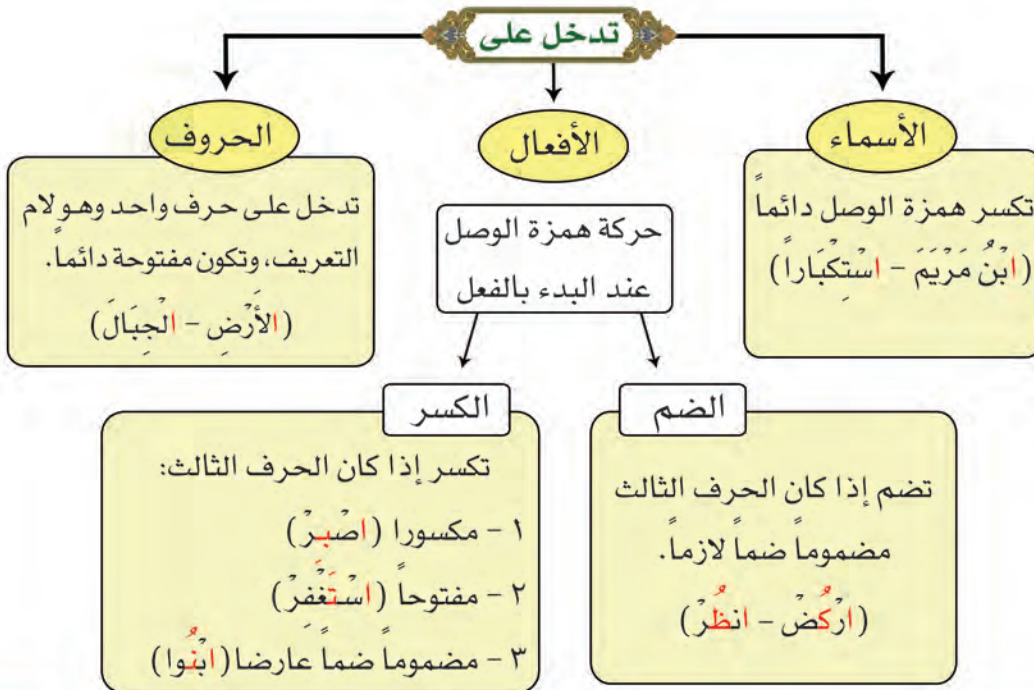 تدخل على
الأسماء
تكسر همزة الوصل دائماً
(ابْنُ مَرْيَمَ - اسْتِكْبَاراً)
الأفعال
حركة همزة الوصل
عند البدء بالفعل
الحروف
تدخل على حرف واحد وهو لام
التعريف، وتكون مفتوحة دائماً.
(الأَرْضِ - الْجِبَالَ)
الضم
تضم إذا كان الحرف الثالث
مضموماً ضماً لازماً.
(ارْكُضْ - انظُرْ)
الكسر
تكسر إذا كان الحرف الثالث:
١ - مكسورا (اصْبِرْ)
٢ - مفتوحاً (اسْتَغْفِرْ)
٣ - مضموماً ضماً عارضا (ابْنُوا)